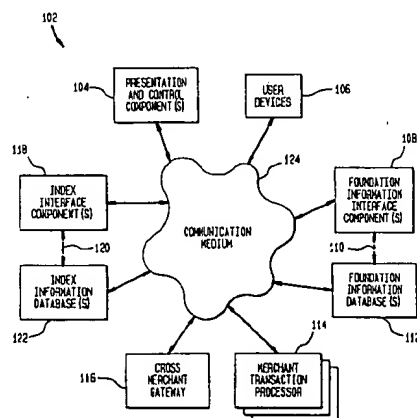 102
104
PRESENTATION
AND CONTROL
COMPONENT(S)
USER
DEVICES
106
118
INDEX
INTERFACE
COMPONENT(S)
124
108
FOUNDATION
INFORMATION
INTERFACE
COMPONENT(S)
COMMUNICATION
MEDIUM
120
110
INDEX
INFORMATION
DATABASE(S)
122
FOUNDATION
INFORMATION
DATABASE(S)
112
114
116
CROSS
MERCHANT
GATEWAY
MERCHANT
TRANSACTION
PROCESSOR